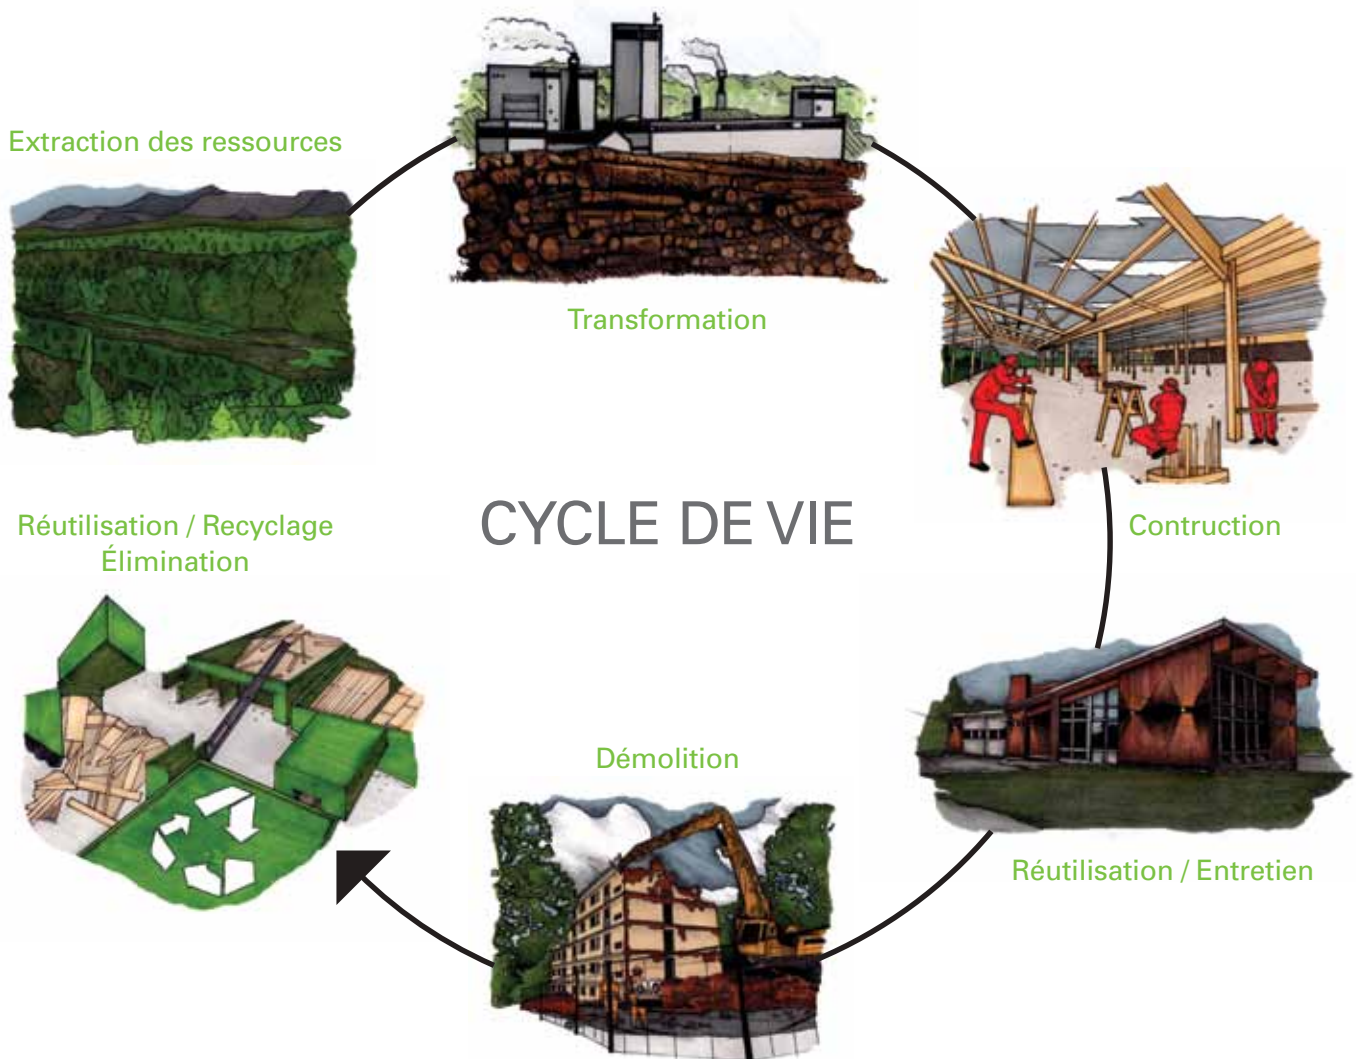 Extraction des ressources
Transformation
Contruction
CYCLE DE VIE
Réutilisation / Recyclage
Élimination
Démolition
Réutilisation / Entretien